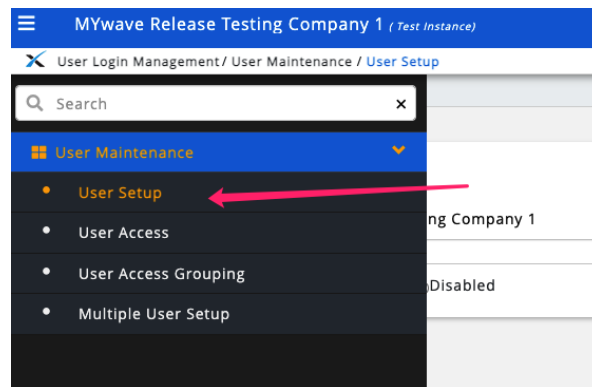 MYwave Release Testing Company 1 ( Test Instance)
User Login Management/ User Maintenance / User Setup
Search
User Maintenance
User Setup
User Access
ng Company 1
User Access Grouping
Disabled
Multiple User Setup